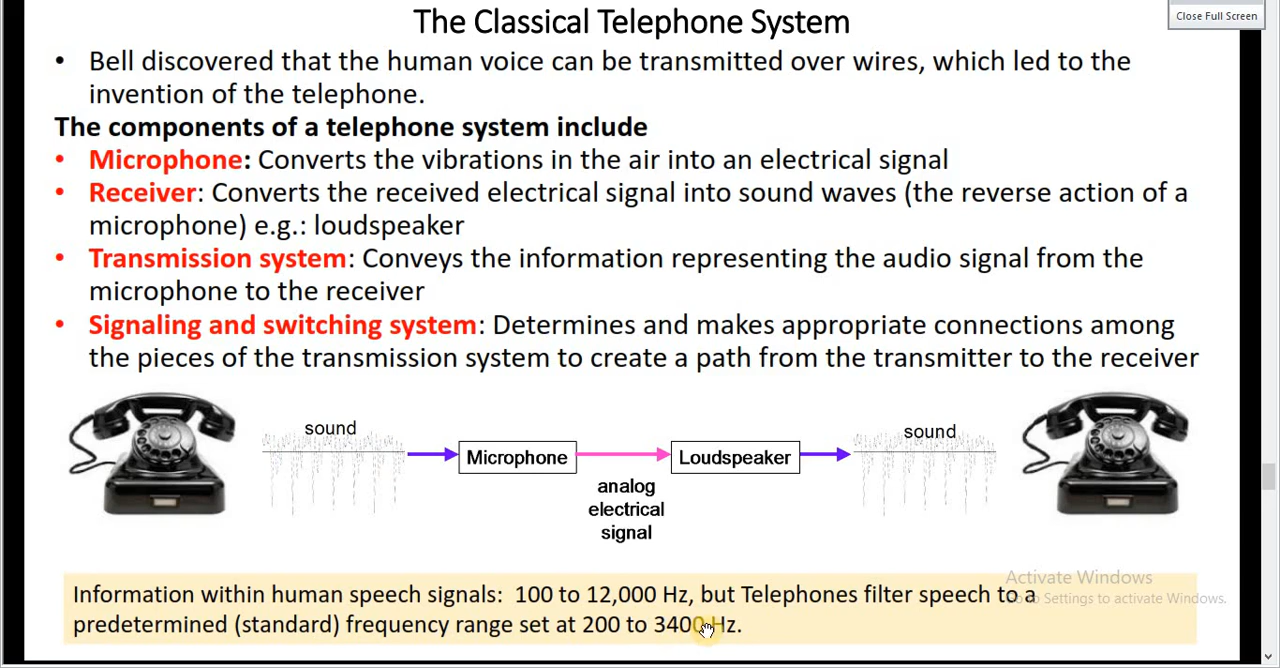 The Classical Telephone System
Close Full Screen
• Bell discovered that the human voice can be transmitted over wires, which led to the
invention of the telephone.
The components of a telephone system include
• Microphone: Converts the vibrations in the air into an electrical signal
• Receiver: Converts the received electrical signal into sound waves (the reverse action of a
microphone) e.g.: loudspeaker
• Transmission system: Conveys the information representing the audio signal from the
microphone to the receiver
• Signaling and switching system: Determines and makes appropriate connections among
the pieces of the transmission system to create a path from the transmitter to the receiver
sound
Microphone
Loudspeaker
sound
analog
electrical
signal
Activate Windows
Go to Settings to activate Windows.
Information within human speech signals: 100 to 12,000 Hz, but Telephones filter speech to a
predetermined (standard) frequency range set at 200 to 3400 Hz.